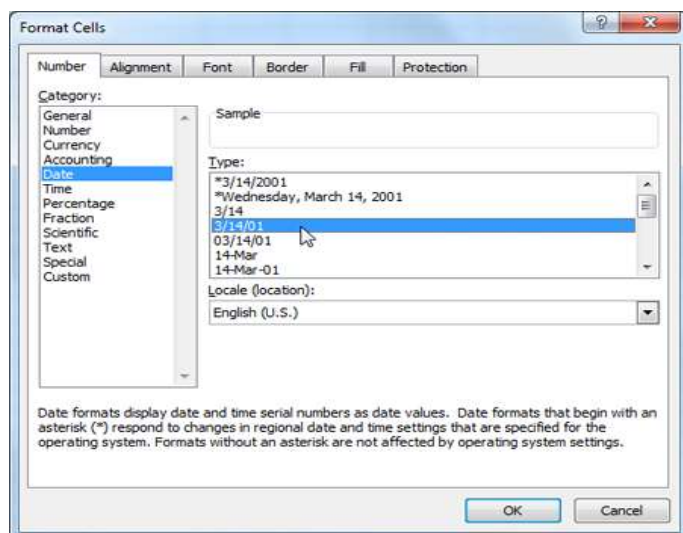 Format Cells
Number Alignment Font Border Fill Protection
Category:
General
Number
Currency
Accounting
Date
Time
Percentage
Fraction
Scientific
Text
Special
Custom
Sample
Type:
*3/14/2001
*Wednesday, March 14, 2001
3/14
3/14/01
03/14/01
14-Mar
14-Mar-01
Locale (location):
English (U.S.)
Date formats display date and time serial numbers as date values. Date formats that begin with an
asterisk (*) respond to changes in regional date and time settings that are specified for the
operating system. Formats without an asterisk are not affected by operating system settings.
OK Cancel